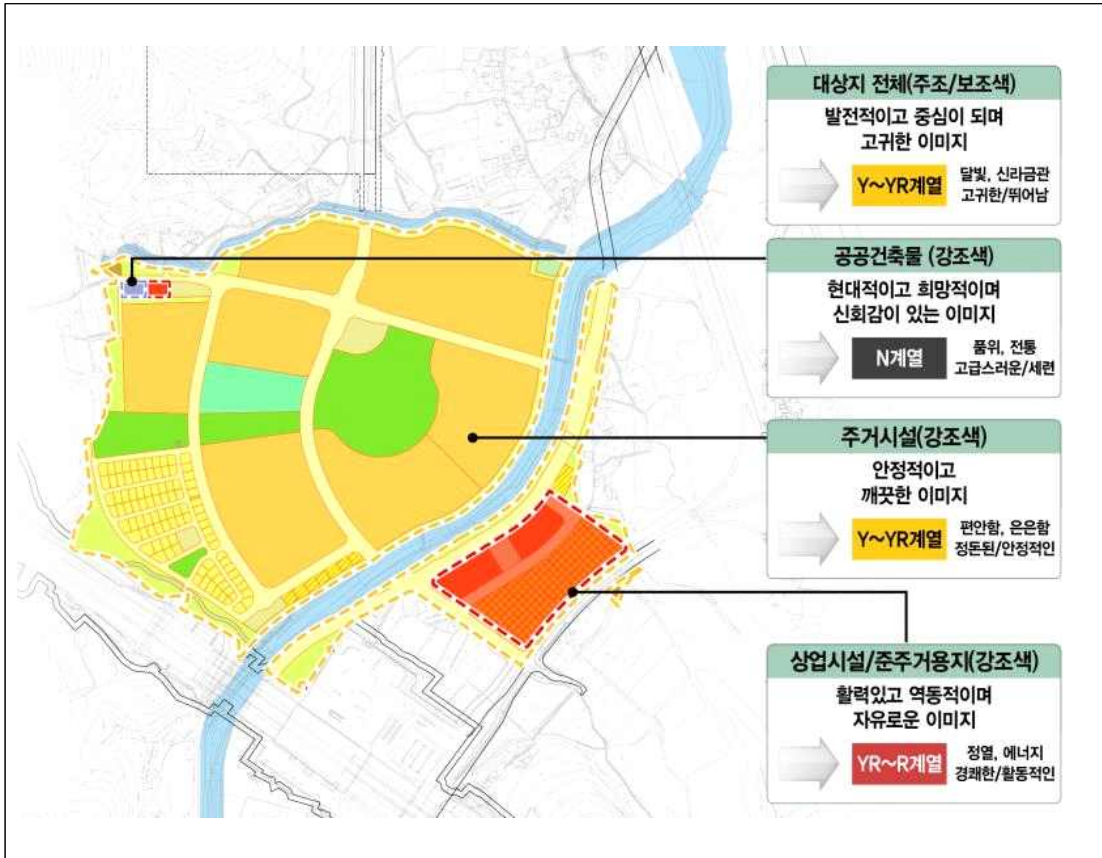 대상지 전체(주조/보조색)
발전적이고 중심이 되며
고귀한 이미지
Y~YR계열
달빛, 신라금관
고귀한/뛰어남
공공건축물 (강조색)
현대적이고 희망적이며
신회감이 있는 이미지
N계열
품위, 전통
고급스러운/세련
주거시설(강조색)
안정적이고
깨끗한 이미지
Y~YR계열
편안함, 은은함
정돈된/안정적인
상업시설/준주거용지(강조색)
활력있고 역동적이며
자유로운 이미지
YR~R계열
정열, 에너지
경쾌한/활동적인